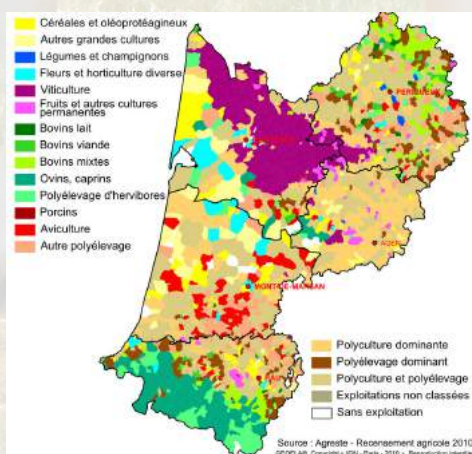 Céréales et oléoprotéagineux
Autres grandes cultures
Légumes et champignons
Fleurs et horticulture diverse
Viticulture
Fruits et autres cultures
permanentes
Bovins lait
Bovins viande
Bovins mixtes
Ovins, caprins
Polyélevage d'hervibores
Porcins
Aviculture
Autre polyélevage
PERIGUEUX
AGEN
MONT-DE-MARSAN
PAU
Polyculture dominante
Polyélevage dominant
Polyculture et polyélevage
Exploitations non classées
Sans exploitation
Source : Agreste - Recensement agricole 2010